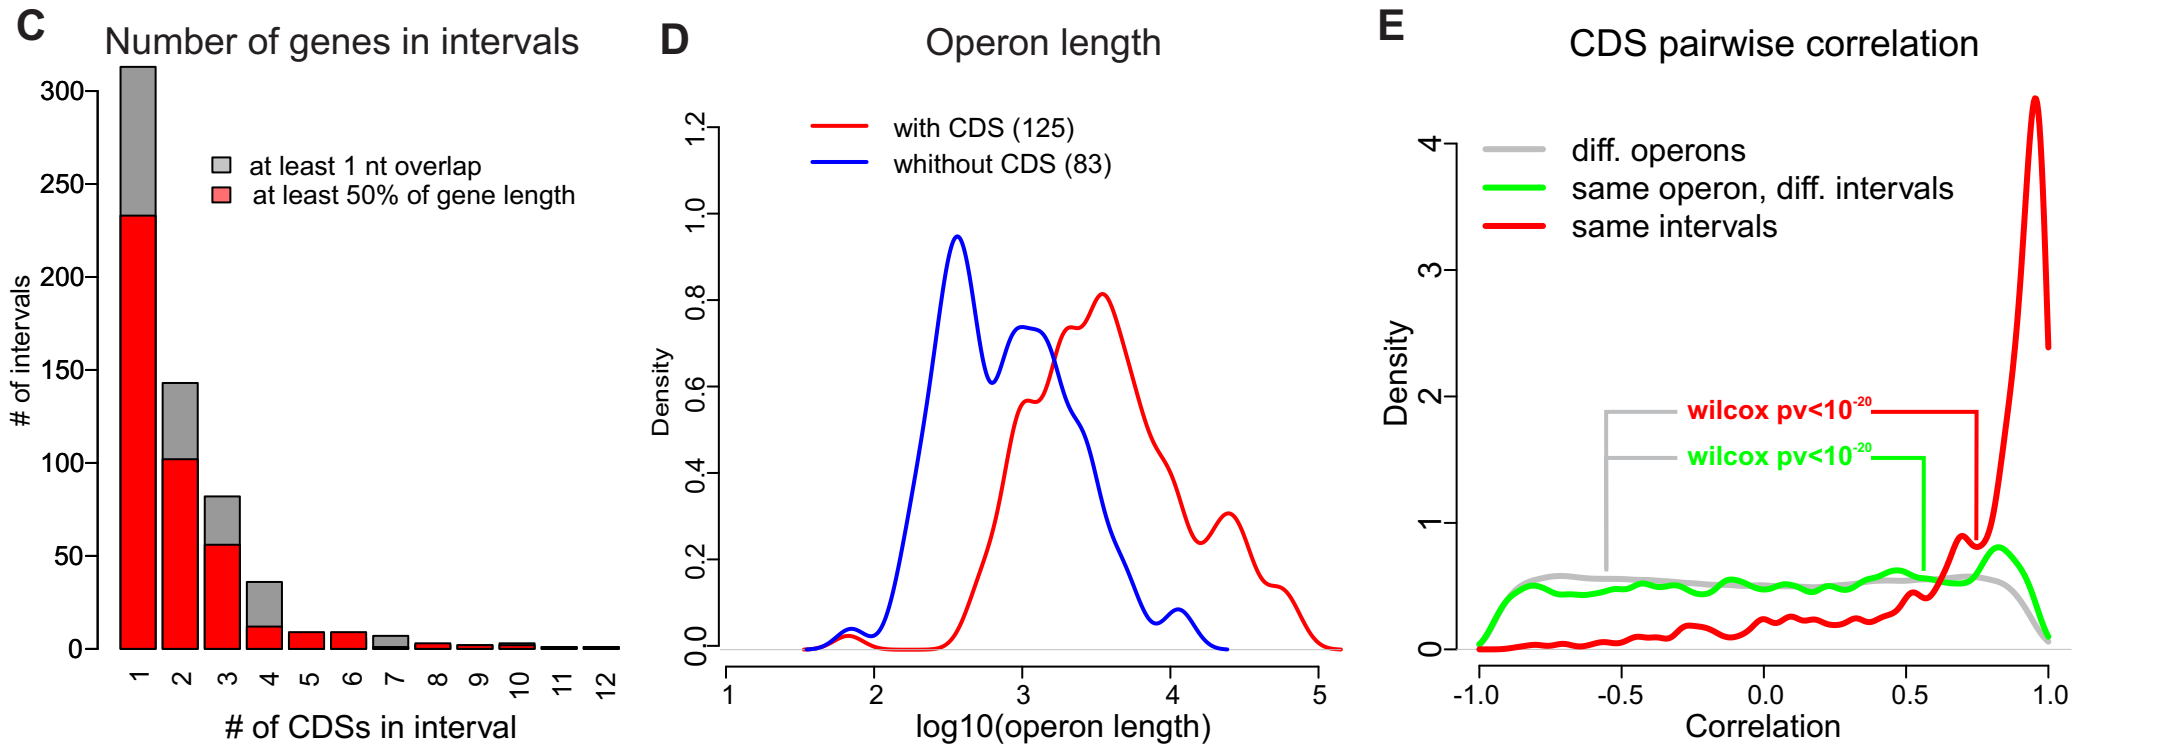 C
Number of genes in intervals
300
250
200
150
100
50
0
# of intervals
at least 1 nt overlap
at least 50% of gene length
1 2 3 4 5 6 7 8 9 10 11 12
# of CDSs in interval
D
Operon length
1.2
1.0
0.8
0.6
0.4
0.2
0.0
Density
with CDS (125)
whithout CDS (83)
1 2 3 4 5
log10(operon length)
E
CDS pairwise correlation
4
3
2
1
0
Density
diff. operons
same operon, diff. intervals
same intervals
wilcox pv<10-20
wilcox pv<10-20
-1.0 -0.5 0.0 0.5 1.0
Correlation